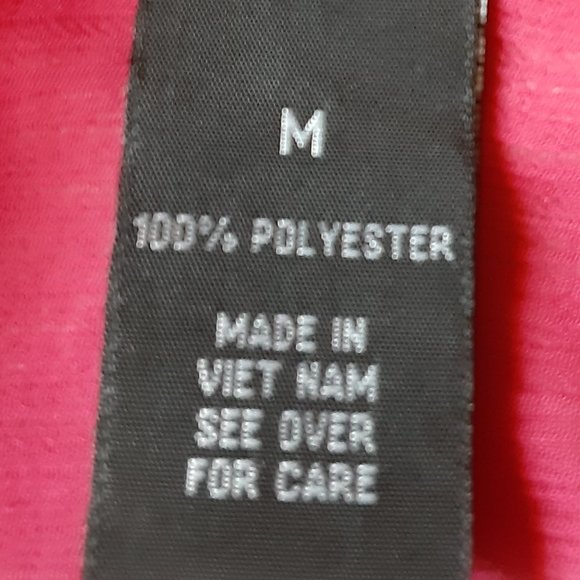 M
100% POLYESTER
MADE IN
VIET NAM
SEE OVER
FOR CARE